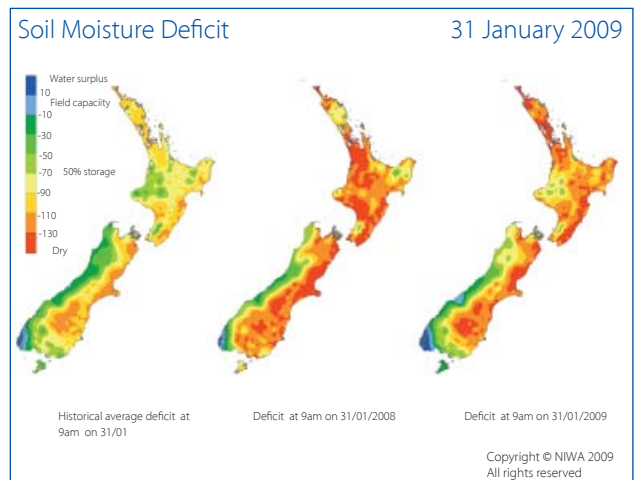 Soil Moisture Deficit 31 January 2009
Water surplus
10
Field capacity
-10
-30
-50
50% storage
-70
-90
-110
-130
Dry
Historical average deficit at
9am on 31/01
Deficit at 9am on 31/01/2008
Deficit at 9am on 31/01/2009
Copyright © NIWA 2009
All rights reserved